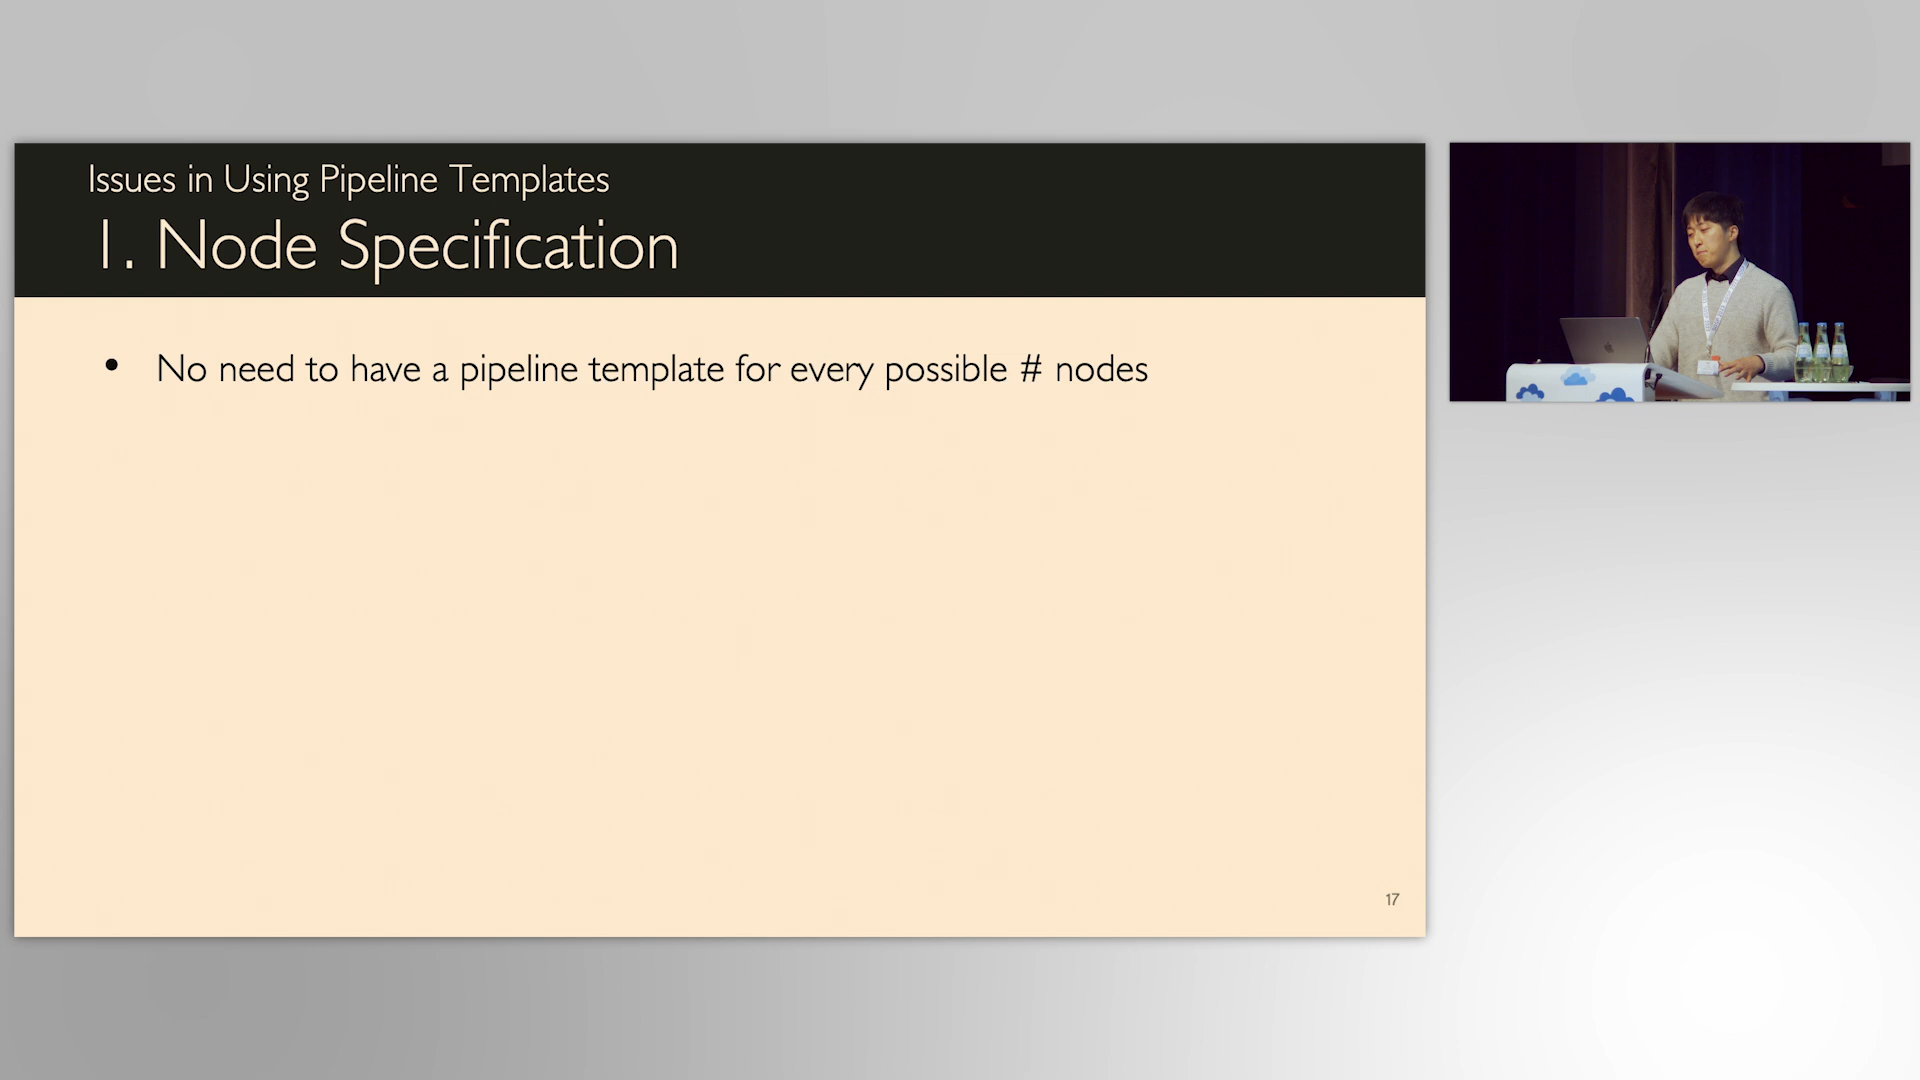 Issues in Using Pipeline Templates
1. Node Specification
• No need to have a pipeline template for every possible # nodes
17